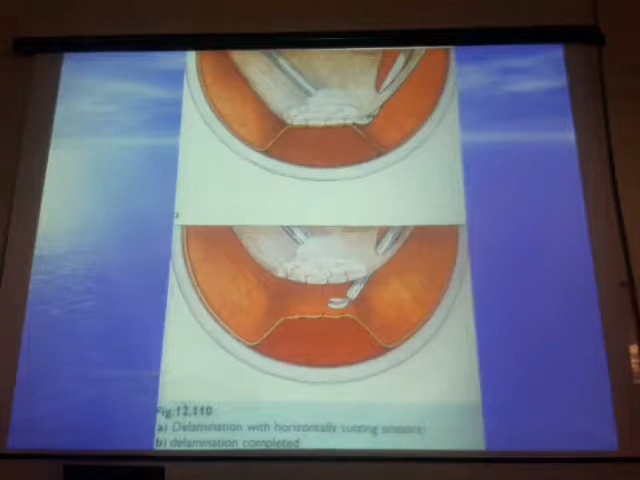 Fig.12.110
a) Delamination with horizontally cutting scissors;
b) delamination completed